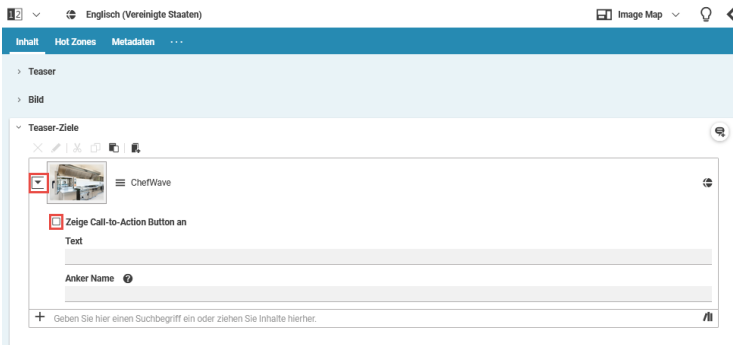 12 Englisch (Vereinigte Staaten) Image Map
Inhalt Hot Zones Metadaten ...
Teaser
Bild
Teaser-Ziele
ChefWave
Zeige Call-to-Action Button an
Text
Anker Name ?
Geben Sie hier einen Suchbegriff ein oder ziehen Sie Inhalte hierher.